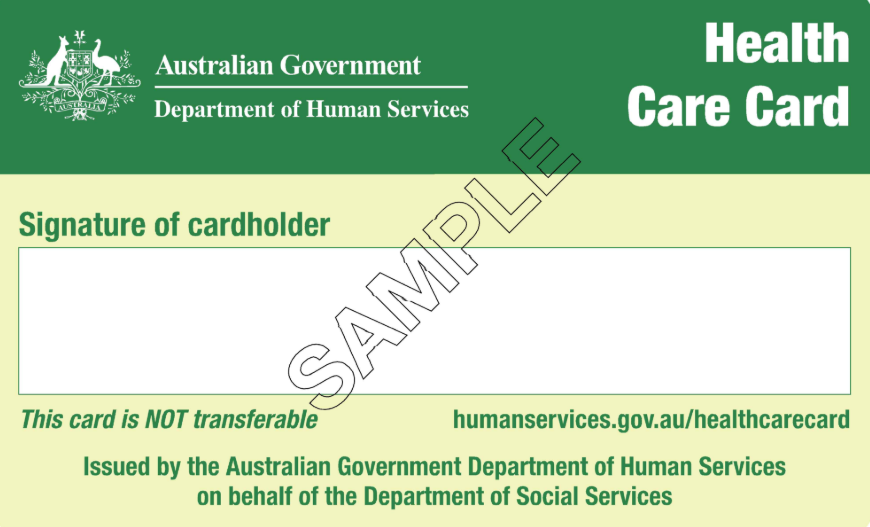 Australian Government
Department of Human Services
AUSTRALIA
Health
Care Card
Signature of cardholder
SAMPLE
This card is NOT transferable
humanservices.gov.au/healthcarecard
Issued by the Australian Government Department of Human Services
on behalf of the Department of Social Services